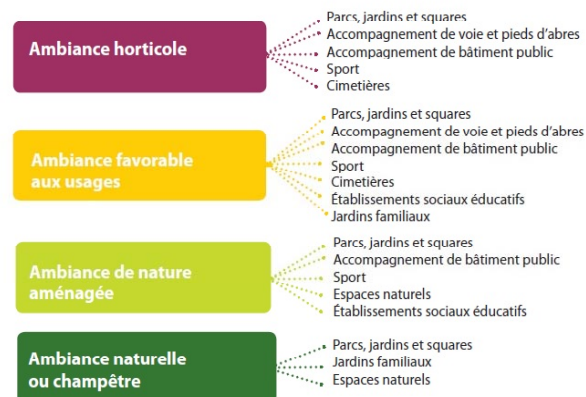 Ambiance horticole
Parcs, jardins et squares
Accompagnement de voie et pieds d'abres
Accompagnement de bâtiment public
Sport
Cimetières
Ambiance favorable
aux usages
Parcs, jardins et squares
Accompagnement de voie et pieds d'abres
Accompagnement de bâtiment public
Sport
Cimetières
Établissements sociaux éducatifs
Jardins familiaux
Ambiance de nature
aménagée
Parcs, jardins et squares
Accompagnement de bâtiment public
Sport
Espaces naturels
Établissements sociaux éducatifs
Ambiance naturelle
ou champêtre
Parcs, jardins et squares
Jardins familiaux
Espaces naturels